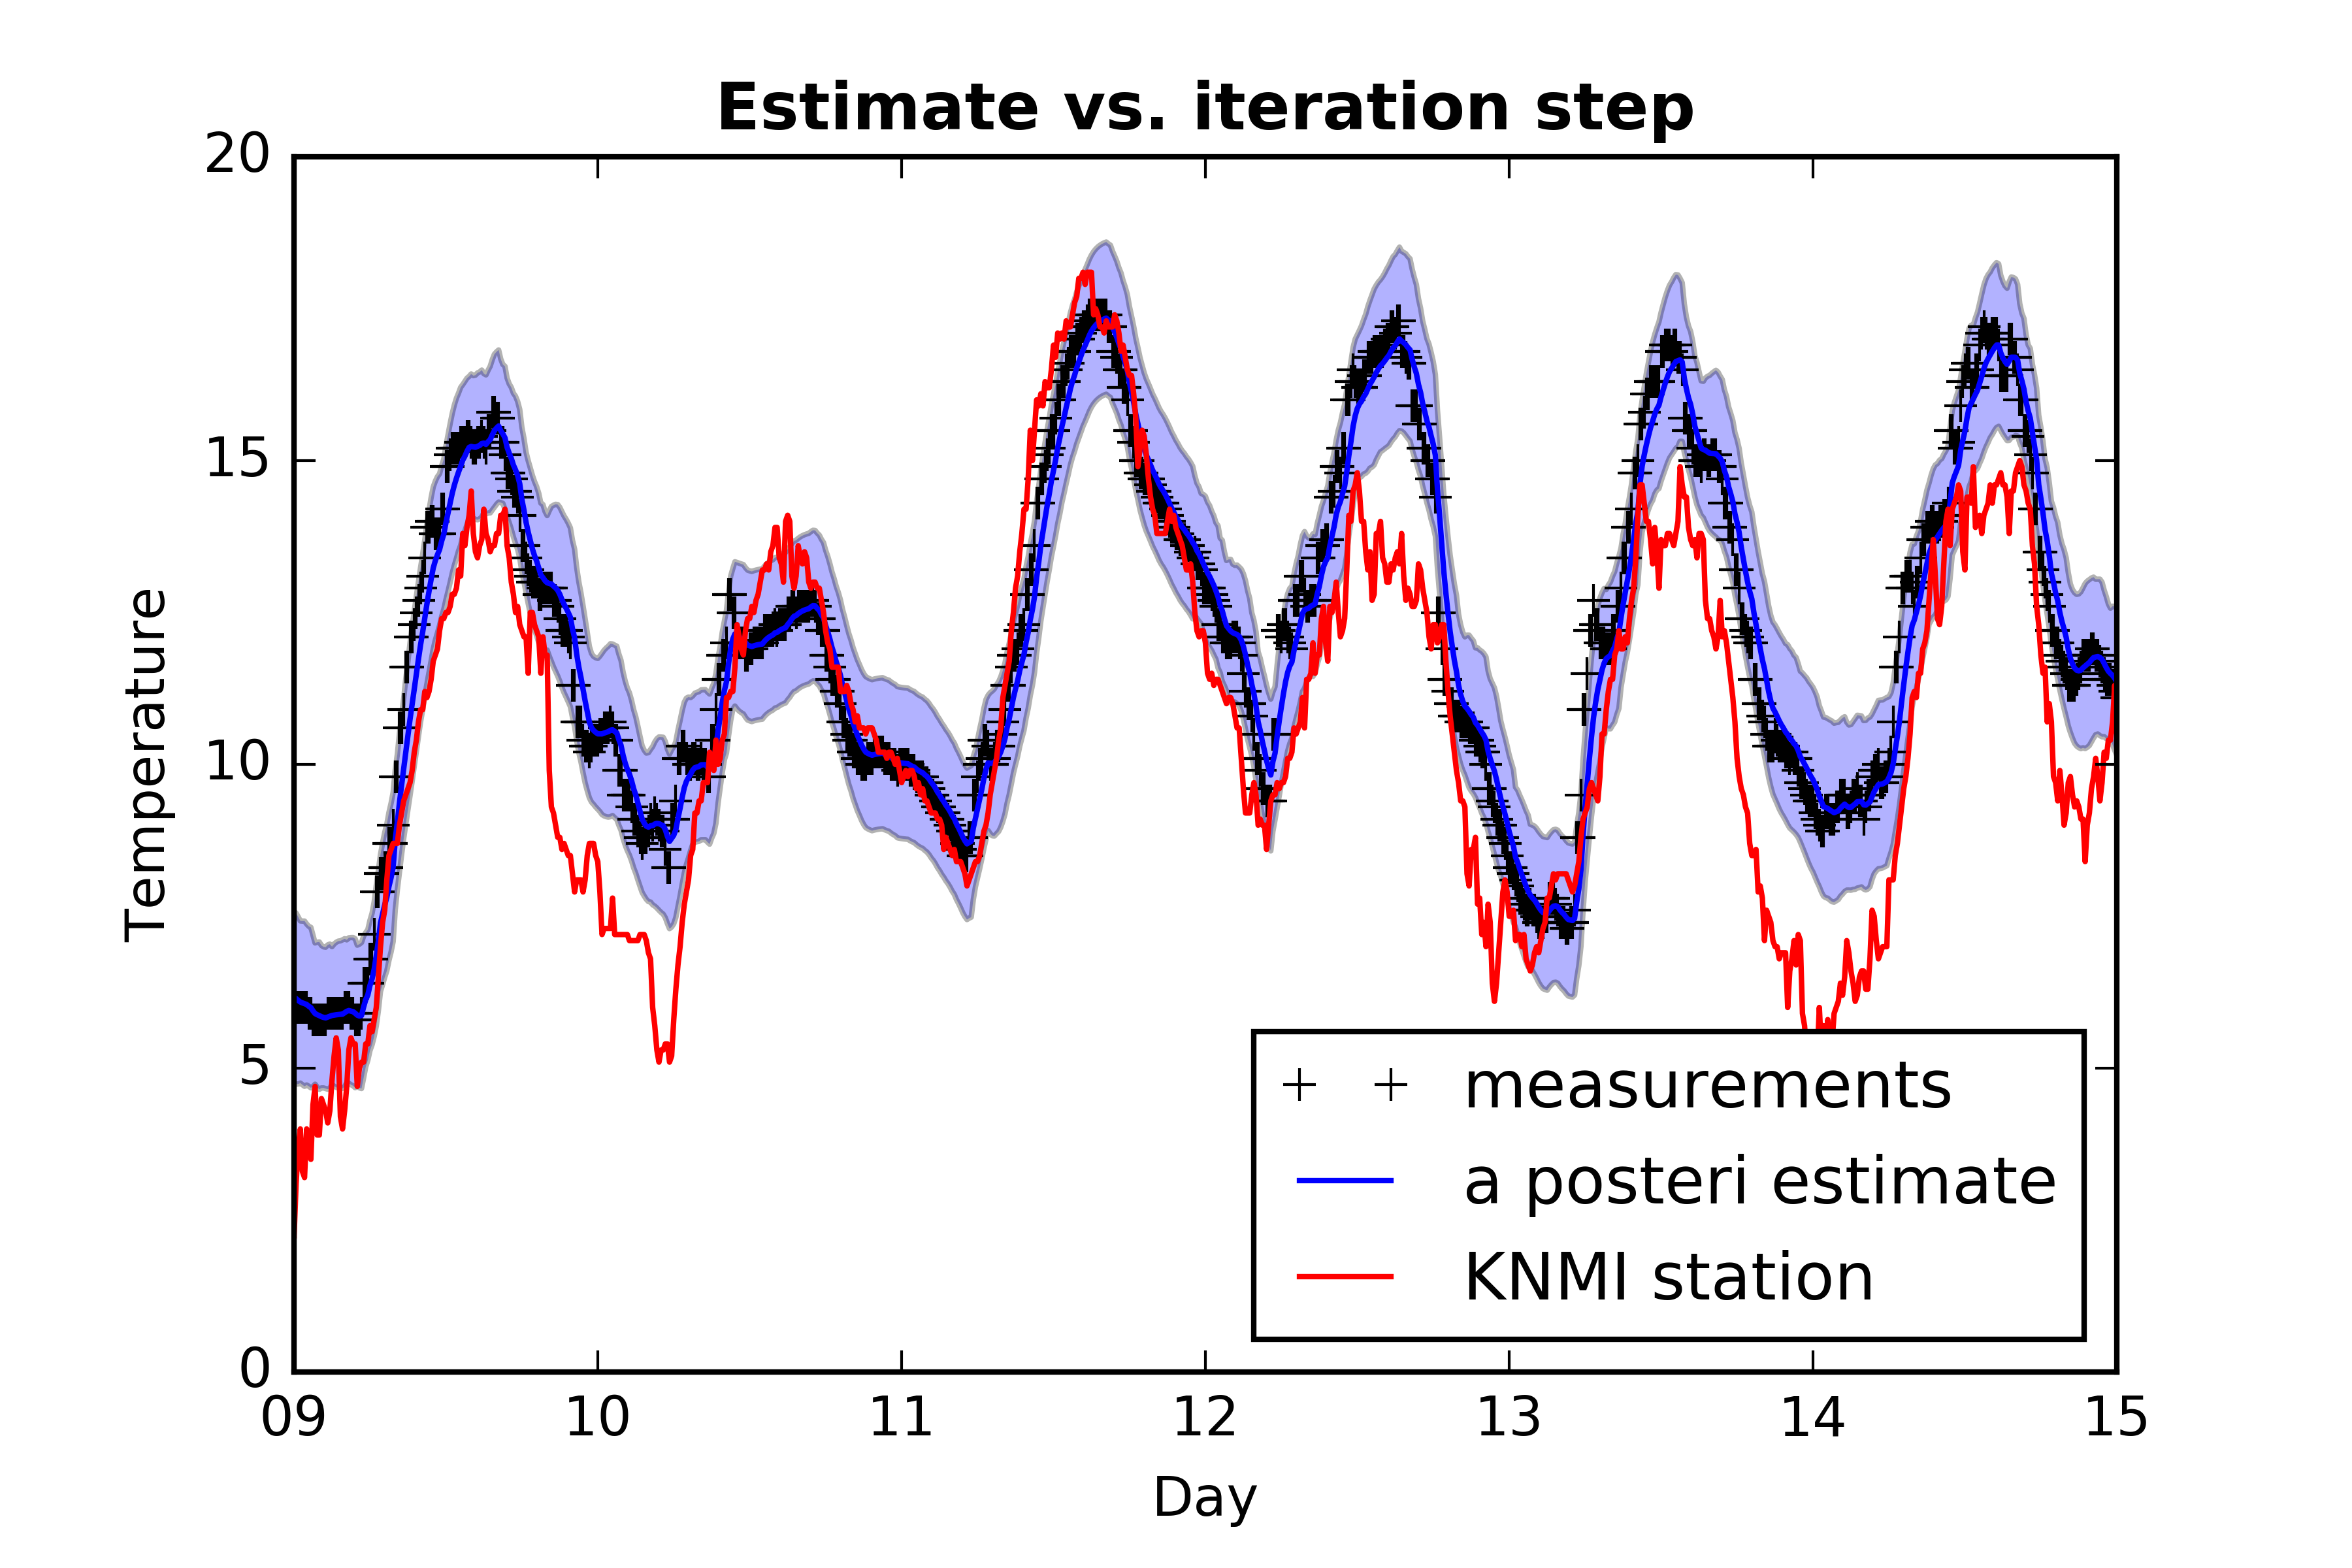 Estimate vs. iteration step
20
15
10
5
0
Temperature
measurements
a posteri estimate
KNMI station
09 10 11 12 13 14 15
Day